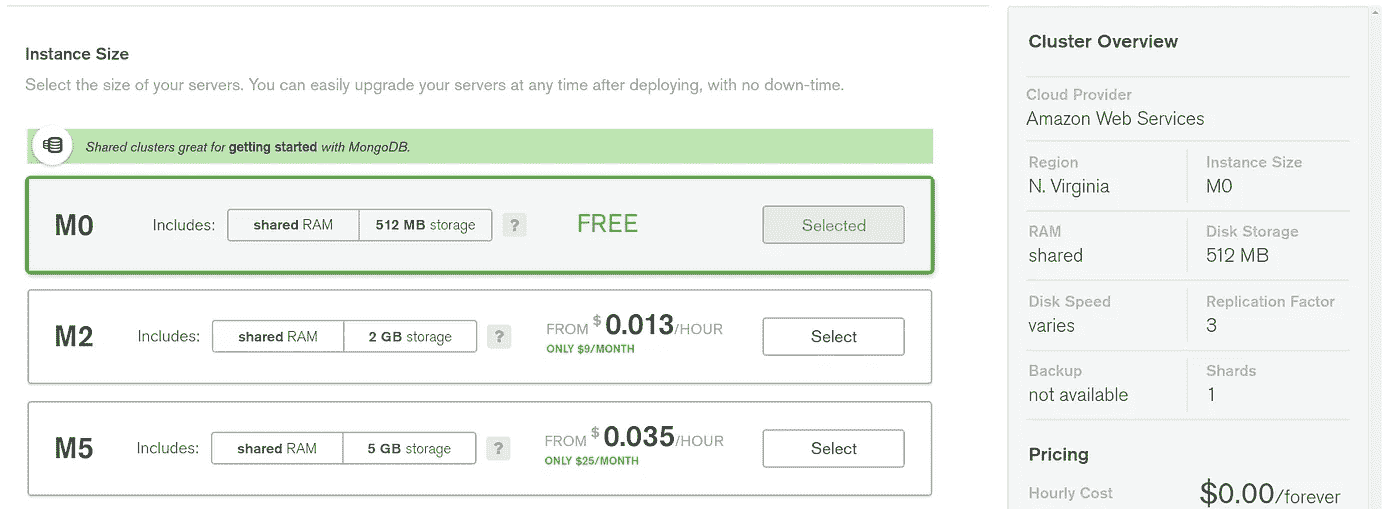 Instance Size
Select the size of your servers. You can easily upgrade your servers at any time after deploying, with no down-time.
Shared clusters great for getting started with MongoDB.
M0 Includes: shared RAM 512 MB storage ? FREE Selected
M2 Includes: shared RAM 2 GB storage ? FROM $0.013/HOUR Select
ONLY $9/MONTH
M5 Includes: shared RAM 5 GB storage ? FROM $0.035/HOUR Select
ONLY $25/MONTH
Cluster Overview
Cloud Provider
Amazon Web Services
Region Instance Size
N. Virginia M0
RAM Disk Storage
shared 512 MB
Disk Speed Replication Factor
varies 3
Backup Shards
not available 1
Pricing
Hourly Cost $0.00/forever